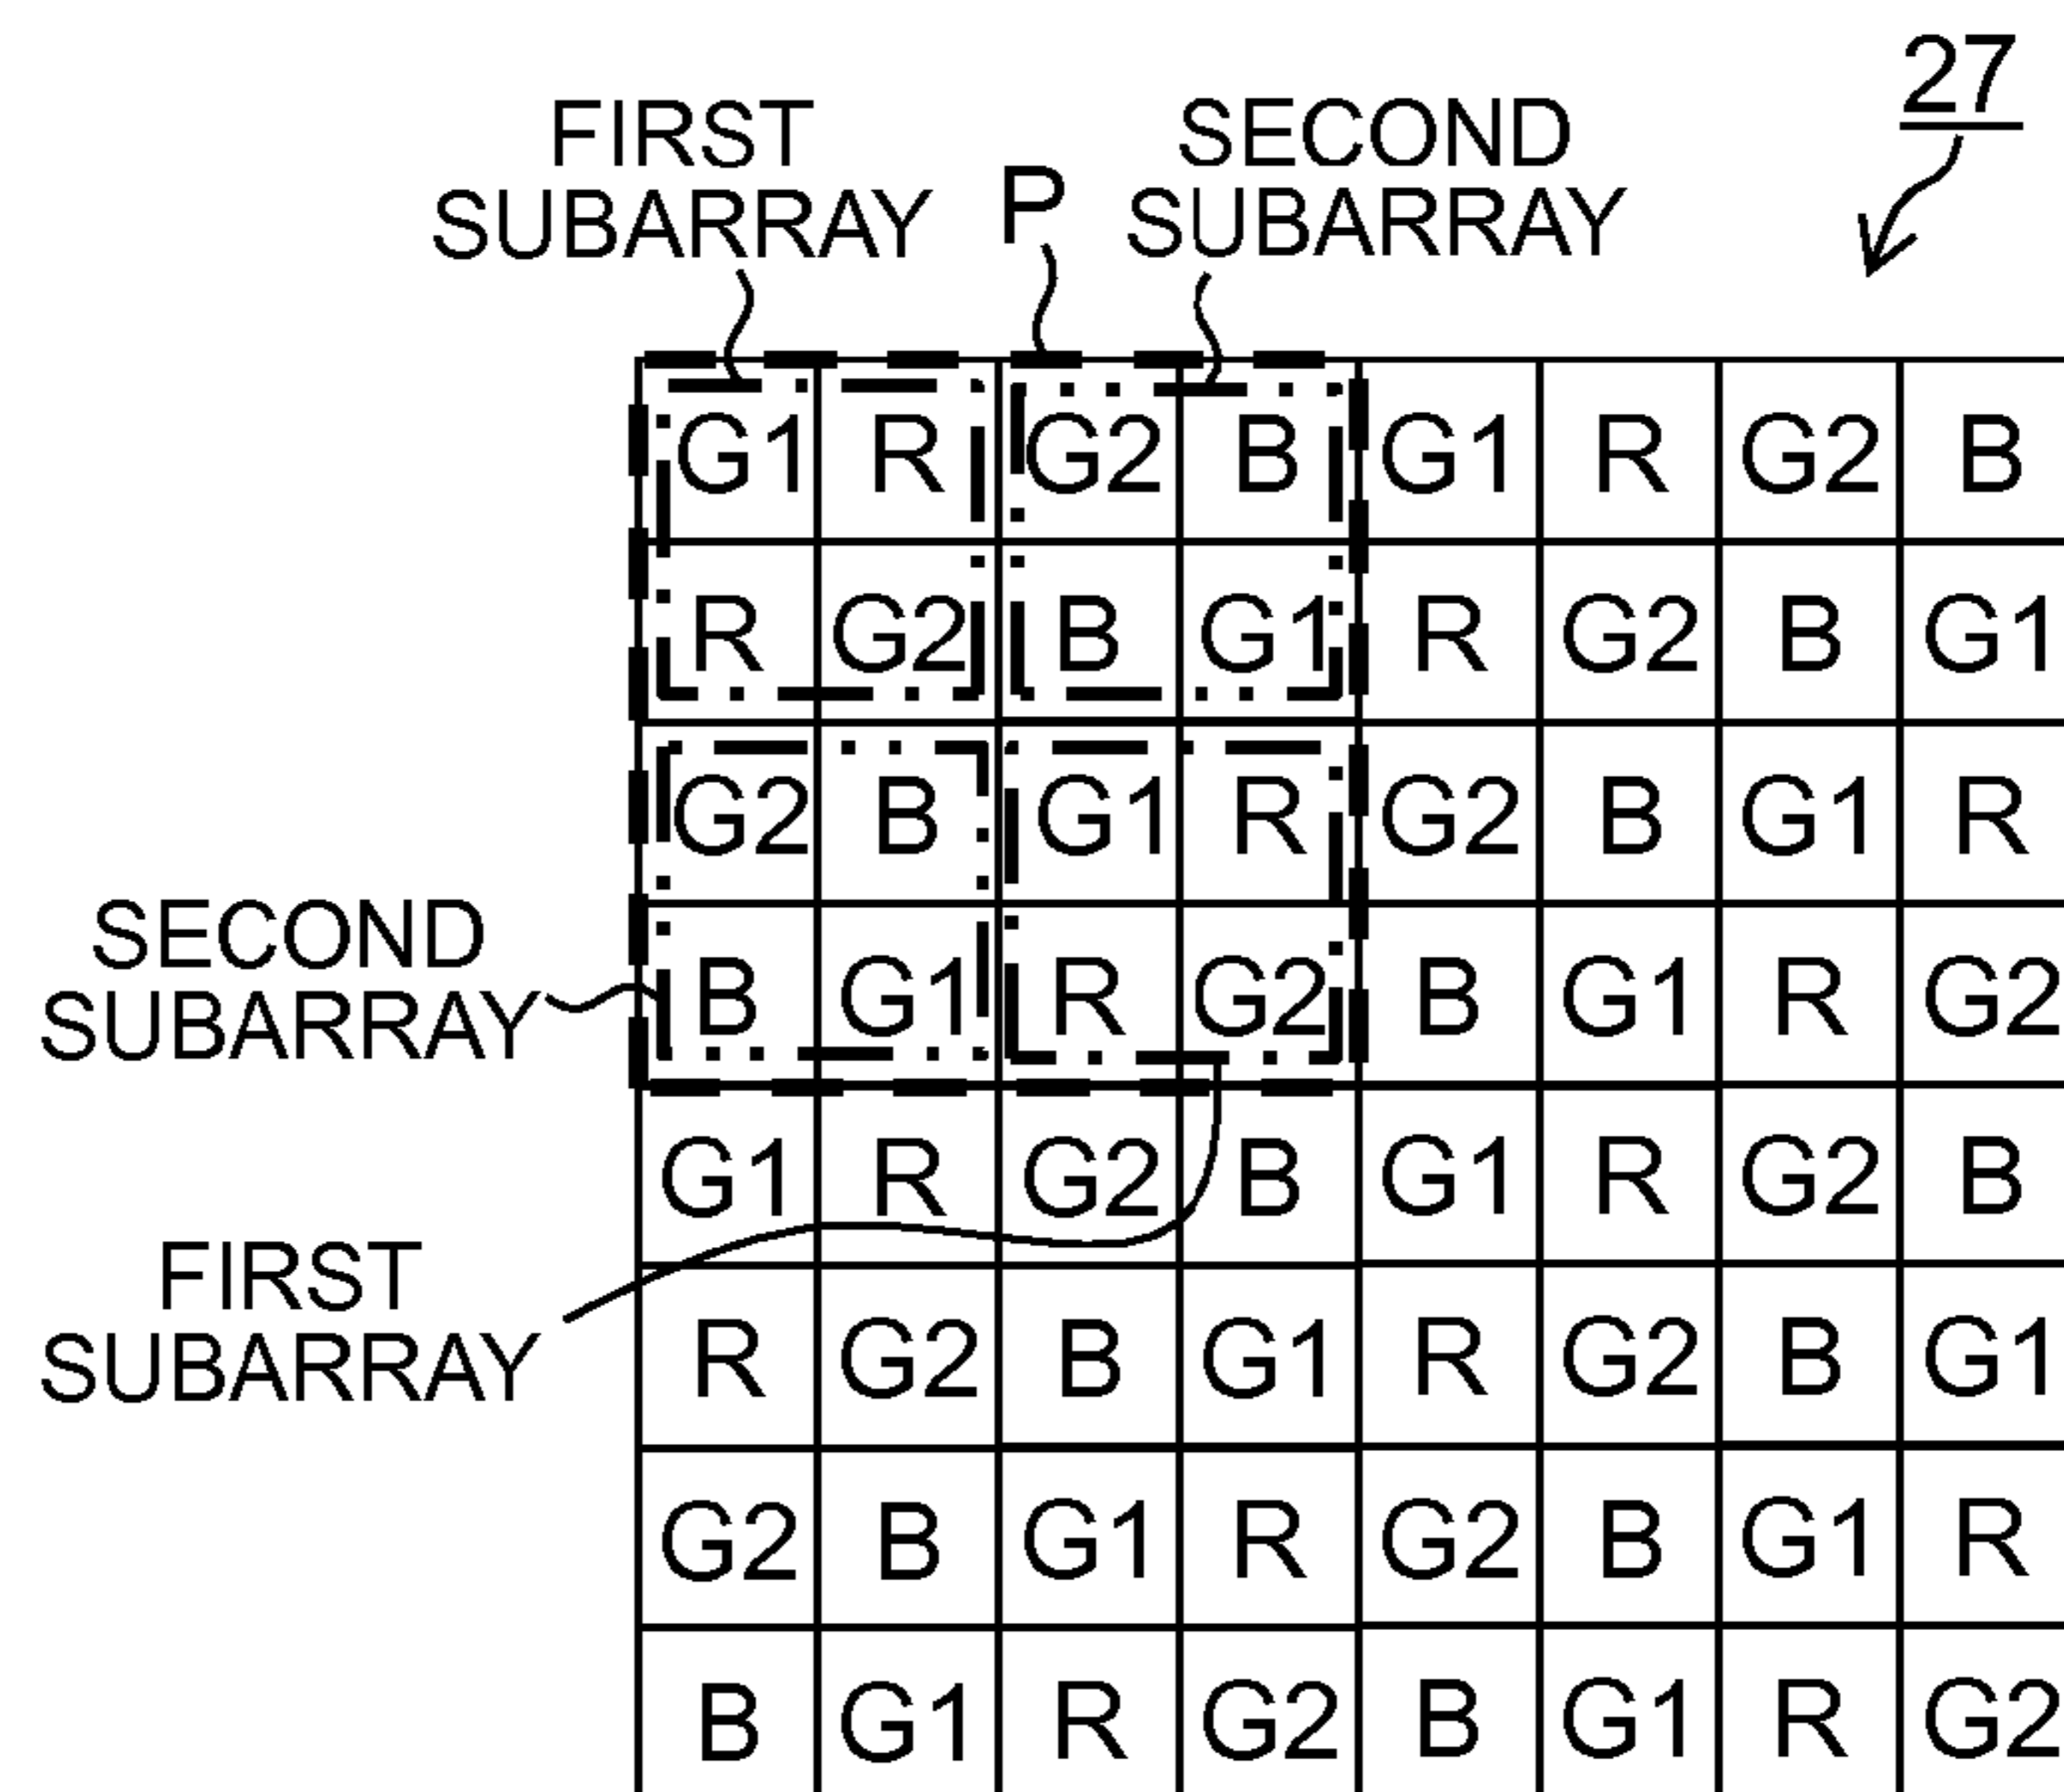 27
FIRST
SUBARRAY
P
SECOND
SUBARRAY
G1 R G2 B G1 R G2 B
R G2 B G1 R G2 B G1
G2 B G1 R G2 B G1 R
B G1 R G2 B G1 R G2
SECOND
SUBARRAY
G1 R G2 B G1 R G2 B
FIRST
SUBARRAY
R G2 B G1 R G2 B G1
G2 B G1 R G2 B G1 R
B G1 R G2 B G1 R G2